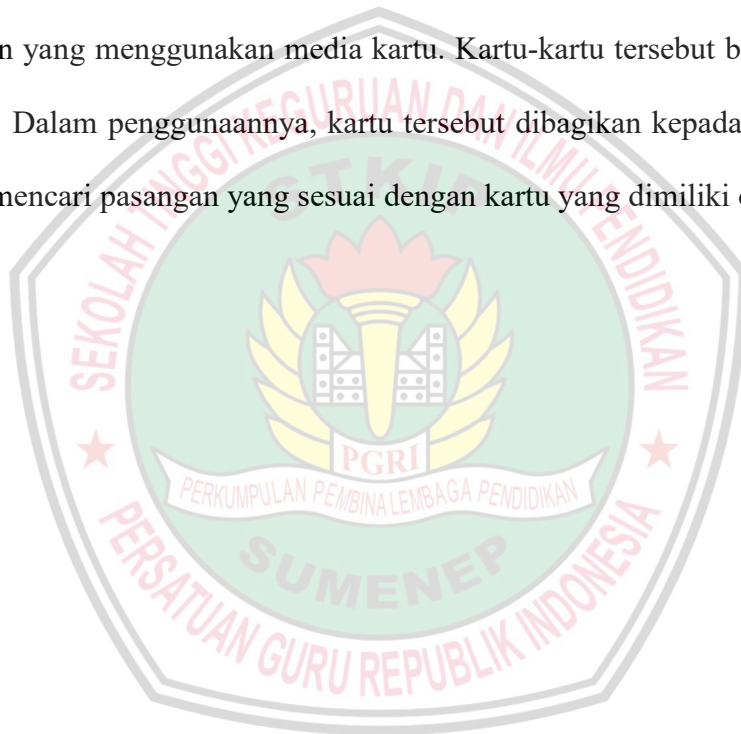 n yang menggunakan media kartu. Kartu-kartu tersebut b
Dalam penggunaannya, kartu tersebut dibagikan kepada
mencari pasangan yang sesuai dengan kartu yang dimiliki
SEKOLAH TINGGI KEGURUAN DAN ILMU PENDIDIKAN
STKIP
PGRI
PERKUMPULAN PEMBINA LEMBAGA PENDIDIKAN
SUMENEP
PERSATUAN GURU REPUBLIK INDONESIA